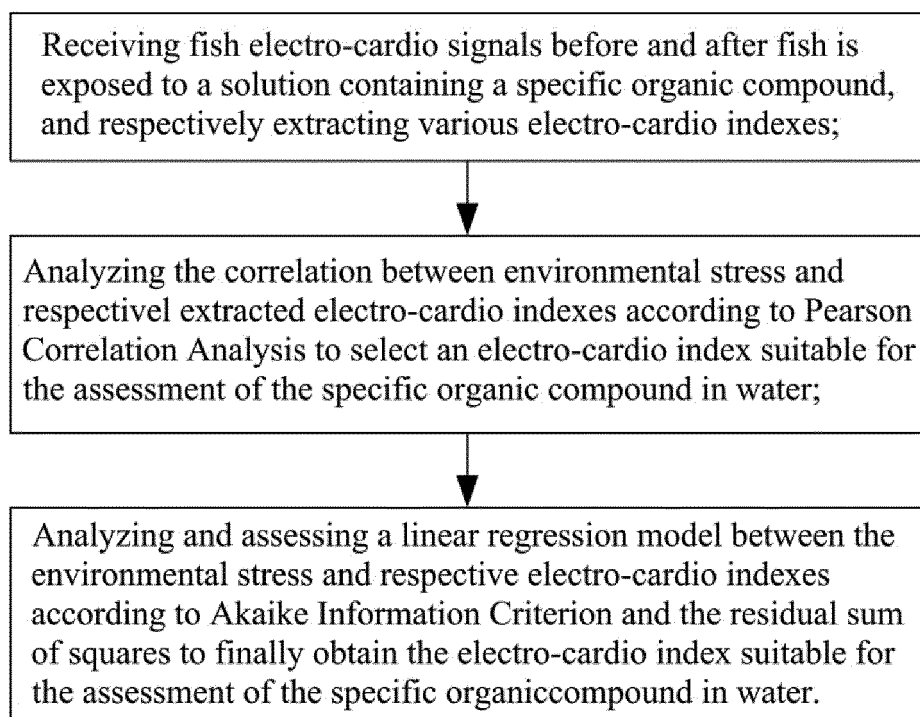 Receiving fish electro-cardio signals before and after fish is
exposed to a solution containing a specific organic compound,
and respectively extracting various electro-cardio indexes;
Analyzing the correlation between environmental stress and
respectivel extracted electro-cardio indexes according to Pearson
Correlation Analysis to select an electro-cardio index suitable for
the assessment of the specific organic compound in water;
Analyzing and assessing a linear regression model between the
environmental stress and respective electro-cardio indexes
according to Akaike Information Criterion and the residual sum
of squares to finally obtain the electro-cardio index suitable for
the assessment of the specific organiccompound in water.